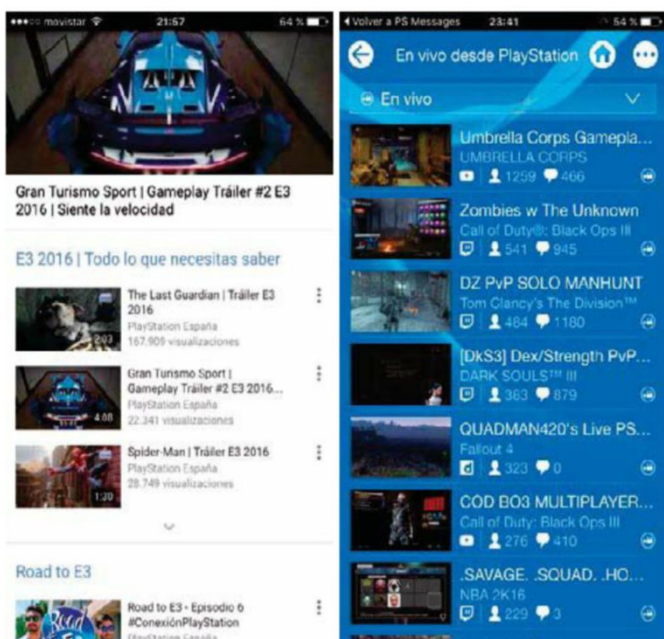 movistar 21:57 64 %
Gran Turismo Sport | Gameplay Tráiler #2 E3
2016 | Siente la velocidad
E3 2016 | Todo lo que necesitas saber
The Last Guardian | Tráiler E3
2016
PlayStation España
167.909 visualizaciones
2:03
Gran Turismo Sport |
Gameplay Tráiler #2 E3 2016...
PlayStation España
22.341 visualizaciones
4:08
Spider-Man | Tráiler E3 2016
PlayStation España
28.749 visualizaciones
1:30
Road to E3
Road to E3 - Episodio 6
#ConexiónPlayStation
PlayStation España
Road
Volver a PS Messages 23:41 54 %
En vivo desde PlayStation
En vivo
Umbrella Corps Gamepla...
UMBRELLA CORPS
1259 466
Zombies w The Unknown
Call of Duty®: Black Ops III
541 945
DZ PvP SOLO MANHUNT
Tom Clancy's The Division™
464 1180
[DkS3] Dex/Strength PvP...
DARK SOULS™ III
363 879
QUADMAN420's Live PS...
Fallout 4
323 0
COD BO3 MULTIPLAYER...
Call of Duty: Black Ops III
276 410
.SAVAGE. .SQUAD. .HO...
NBA 2K16
229 3